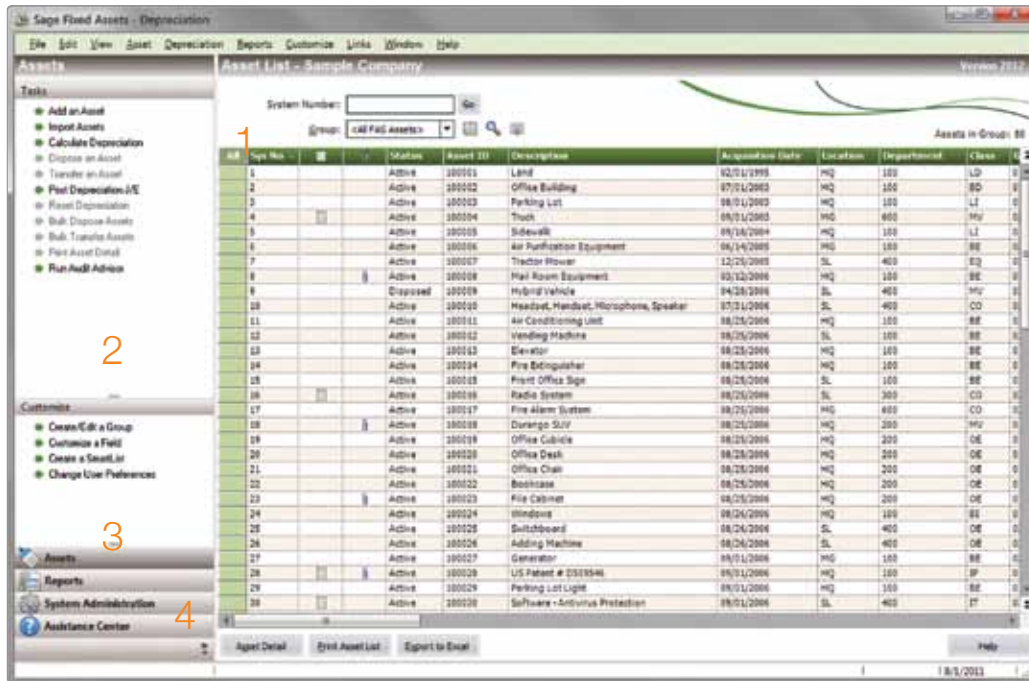 Sage Fixed Assets - Depreciation
File Edit View Asset Depreciation Reports Customize Links Window Help
Assets
Asset List - Sample Company
Version 2012
Tasks
Add an Asset
Import Assets
Calculate Depreciation
Dispose an Asset
Transfer an Asset
Post Depreciation J/E
Reset Depreciation
Bulk Dispose Assets
Bulk Transfer Assets
Print Asset Detail
Run Audit Advisor
2
Customize
Create/Edit a Group
Customize a Field
Create a SmartList
Change User Preferences
3
Assets
Reports
System Administration
4
Assistance Center
System Number: Go
Group: <All FAS Assets>
Assets in Group: 88
1
All Sys No Status Asset ID Description Acquisition Date Location Department Class
1 Active 100001 Land 02/01/1995 HQ 100 LD
2 Active 100002 Office Building 07/01/2003 HQ 100 BD
3 Active 100003 Parking Lot 08/01/2003 HQ 100 LI
4 Active 100004 Truck 09/01/2003 MG 600 MV
5 Active 100005 Sidewalk 09/18/2004 HQ 100 LI
6 Active 100006 Air Purification Equipment 06/14/2005 MG 100 BE
7 Active 100007 Tractor Mower 12/25/2005 SL 400 EQ
8 Active 100008 Mail Room Equipment 03/12/2006 HQ 100 BE
9 Disposed 100009 Hybrid Vehicle 04/28/2006 SL 400 MV
10 Active 100010 Headset, Handset, Microphone, Speaker 07/31/2006 SL 400 CO
11 Active 100011 Air Conditioning Unit 08/25/2006 HQ 100 BE
12 Active 100012 Vending Machine 08/25/2006 SL 100 BE
13 Active 100013 Elevator 08/25/2006 HQ 100 BE
14 Active 100014 Fire Extinguisher 08/25/2006 HQ 100 BE
15 Active 100015 Front Office Sign 08/25/2006 SL 100 BE
16 Active 100016 Radio System 08/25/2006 SL 300 CO
17 Active 100017 Fire Alarm System 08/25/2006 MG 600 CO
18 Active 100018 Durango SUV 08/25/2006 HQ 200 MV
19 Active 100019 Office Cubicle 08/25/2006 HQ 200 OE
20 Active 100020 Office Desk 08/25/2006 HQ 200 OE
21 Active 100021 Office Chair 08/25/2006 HQ 200 OE
22 Active 100022 Bookcase 08/25/2006 HQ 200 OE
23 Active 100023 File Cabinet 08/25/2006 HQ 200 OE
24 Active 100024 Windows 08/26/2006 HQ 100
25 Active 100025 Switchboard 08/26/2006 SL 400 OE
26 Active 100026 Adding Machine 08/26/2006 SL 400 OE
27 Active 100027 Generator 09/01/2006 MG 100 BE
28 Active 100028 US Patent # 09/01/2006 HQ 100 IP
29 Active 100029 Parking Lot Light 09/01/2006 HQ 100 BE
30 Active 100030 Software - Antivirus Protection 09/01/2006 SL 400 IT
Asset Detail Print Asset List Export to Excel Help
8/1/2011